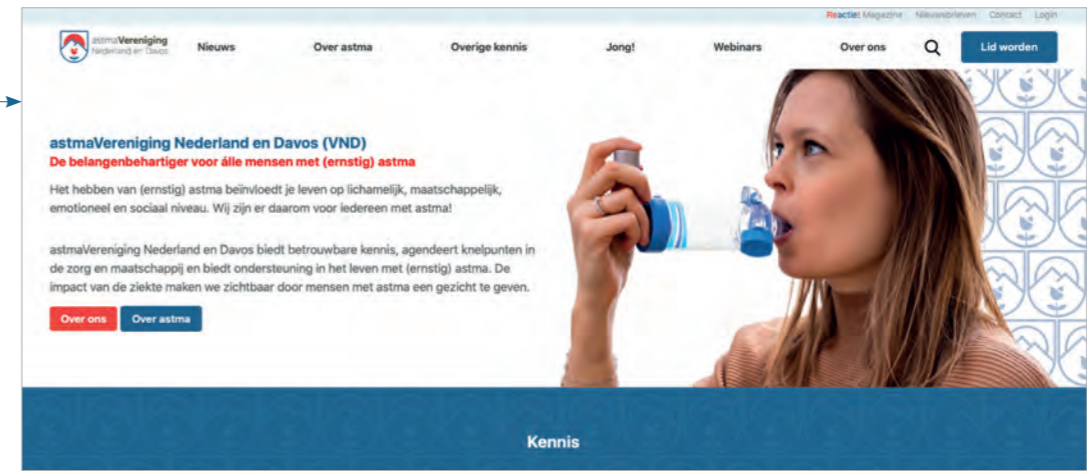 Reactie! Magazine Nieuwsbrieven Contact Login
astmaVereniging
Nederland en Davos
Nieuws Over astma Overige kennis Jong! Webinars Over ons Lid worden
astmaVereniging Nederland en Davos (VND)
De belangenbehartiger voor álle mensen met (ernstig) astma
Het hebben van (ernstig) astma beïnvloedt je leven op lichamelijk, maatschappelijk,
emotioneel en sociaal niveau. Wij zijn er daarom voor iedereen met astma!
astmaVereniging Nederland en Davos biedt betrouwbare kennis, agendeert knelpunten in
de zorg en maatschappij en biedt ondersteuning in het leven met (ernstig) astma. De
impact van de ziekte maken we zichtbaar door mensen met astma een gezicht te geven.
Over ons Over astma
Kennis